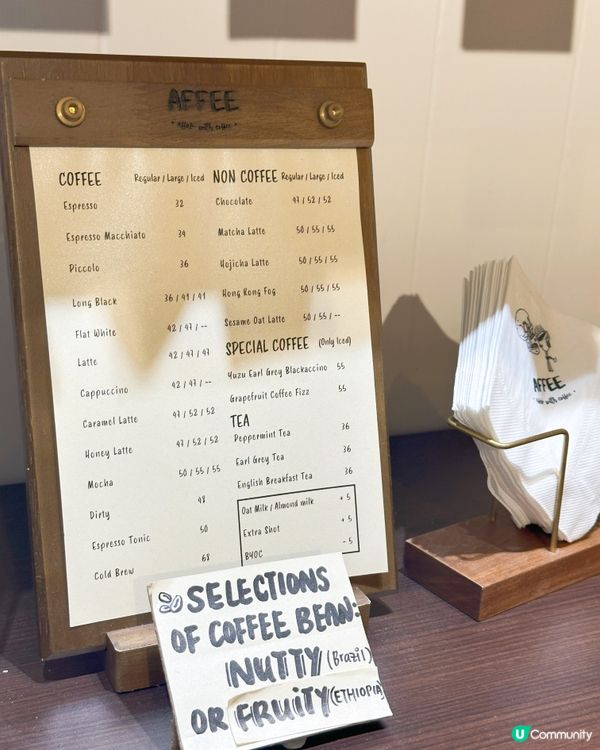 AFFEE
" affair with coffee "
COFFEE Regular / Large / Iced
Espresso 32
Espresso Macchiato 34
Piccolo 36
Long Black 36 / 41 / 41
Flat White 42 / 47 / --
Latte 42 / 47 / 47
Cappuccino 42 / 47 / --
Caramel Latte 47 / 52 / 52
Honey Latte 47 / 52 / 52
Mocha 50 / 55 / 55
Dirty 48
Espresso Tonic 50
Cold Brew 68
NON COFFEE Regular / Large / Iced
Chocolate 47 / 52 / 52
Matcha Latte 50 / 55 / 55
Hojicha Latte 50 / 55 / 55
Hong Kong Fog 50 / 55 / 55
Sesame Oat Latte 50 / 55 / --
SPECIAL COFFEE (Only Iced)
Yuzu Earl Grey Blackaccino 55
Grapefruit Coffee Fizz 55
TEA
Peppermint Tea 36
Earl Grey Tea 36
English Breakfast Tea 36
Oat Milk / Almond milk + 5
Extra Shot + 5
BYOC - 5
SELECTIONS
OF COFFEE BEAN:
NUTTY (Brazil)
OR FRUITY (ETHIOPIA)
AFFEE
with coffee
U Community